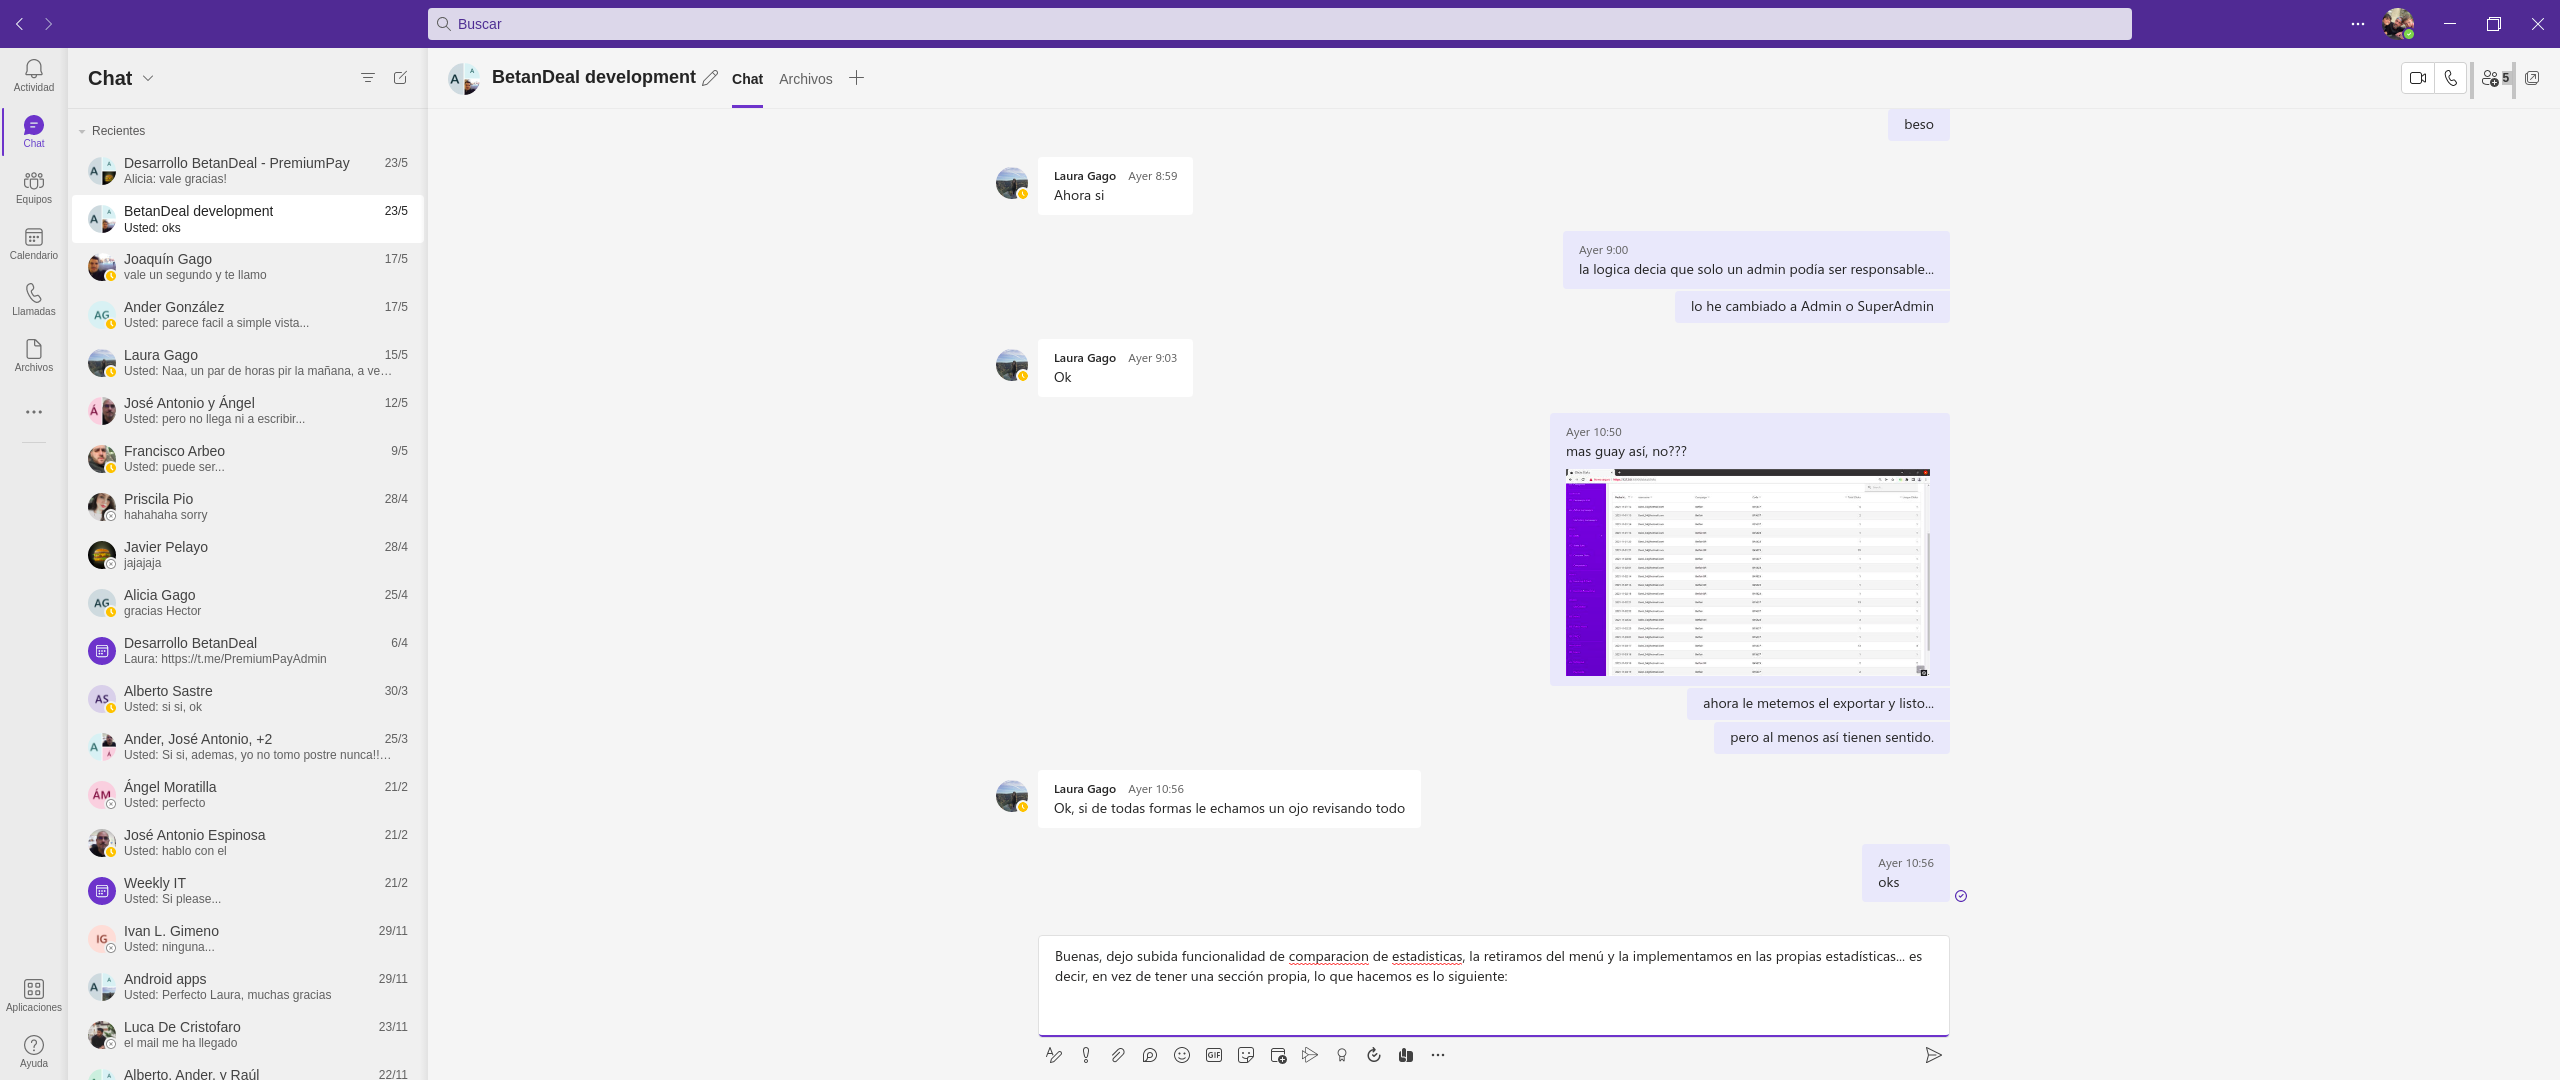 Buscar
Actividad
Chat
Equipos
Calendario
Llamadas
Archivos
Aplicaciones
Ayuda
Chat
Recientes
Desarrollo BetanDeal - PremiumPay 23/5
Alicia: vale gracias!
BetanDeal development 23/5
Usted: oks
Joaquín Gago 17/5
vale un segundo y te llamo
AG Ander González 17/5
Usted: parece facil a simple vista...
Laura Gago 15/5
Usted: Naa, un par de horas pir la mañana, a ve…
José Antonio y Ángel 12/5
Usted: pero no llega ni a escribir...
Francisco Arbeo 9/5
Usted: puede ser...
Priscila Pio 28/4
hahahaha sorry
Javier Pelayo 28/4
jajajaja
AG Alicia Gago 25/4
gracias Hector
Desarrollo BetanDeal 6/4
Laura: https://t.me/PremiumPayAdmin
AS Alberto Sastre 30/3
Usted: si si, ok
Ander, José Antonio, +2 25/3
Usted: Si si, ademas, yo no tomo postre nunca!!…
ÁM Ángel Moratilla 21/2
Usted: perfecto
José Antonio Espinosa 21/2
Usted: hablo con el
Weekly IT 21/2
Usted: Si please...
IG Ivan L. Gimeno 29/11
Usted: ninguna...
Android apps 29/11
Usted: Perfecto Laura, muchas gracias
Luca De Cristofaro 23/11
el mail me ha llegado
Alberto, Ander, y Raúl 22/11
BetanDeal development Chat Archivos 5
beso
Laura Gago Ayer 8:59
Ahora si
Ayer 9:00
la logica decia que solo un admin podía ser responsable...
lo he cambiado a Admin o SuperAdmin
Laura Gago Ayer 9:03
Ok
Ayer 10:50
mas guay así, no???
ahora le metemos el exportar y listo...
pero al menos así tienen sentido.
Laura Gago Ayer 10:56
Ok, si de todas formas le echamos un ojo revisando todo
Ayer 10:56
oks
Buenas, dejo subida funcionalidad de comparacion de estadisticas, la retiramos del menú y la implementamos en las propias estadísticas... es
decir, en vez de tener una sección propia, lo que hacemos es lo siguiente:
GIF